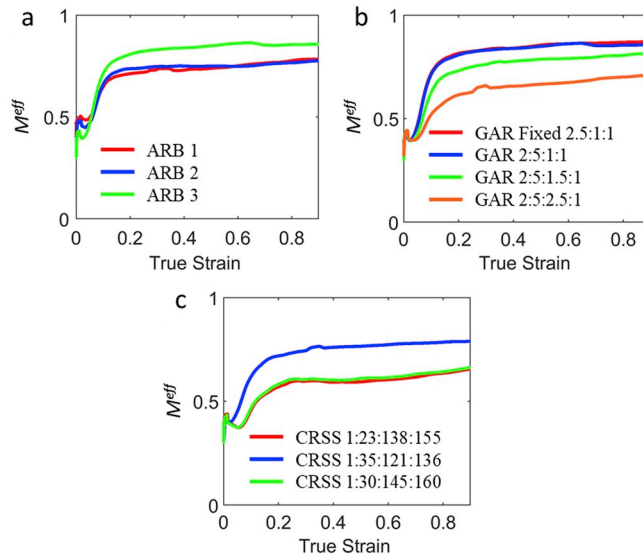 a
b
1
1
M^eff
M^eff
0.5
0.5
ARB 1
ARB 2
ARB 3
GAR Fixed 2.5:1:1
GAR 2:5:1:1
GAR 2:5:1.5:1
GAR 2:5:2.5:1
0
0
0 0.2 0.4 0.6 0.8
0 0.2 0.4 0.6 0.8
True Strain
True Strain
c
1
M^eff
0.5
CRSS 1:23:138:155
CRSS 1:35:121:136
CRSS 1:30:145:160
0
0 0.2 0.4 0.6 0.8
True Strain